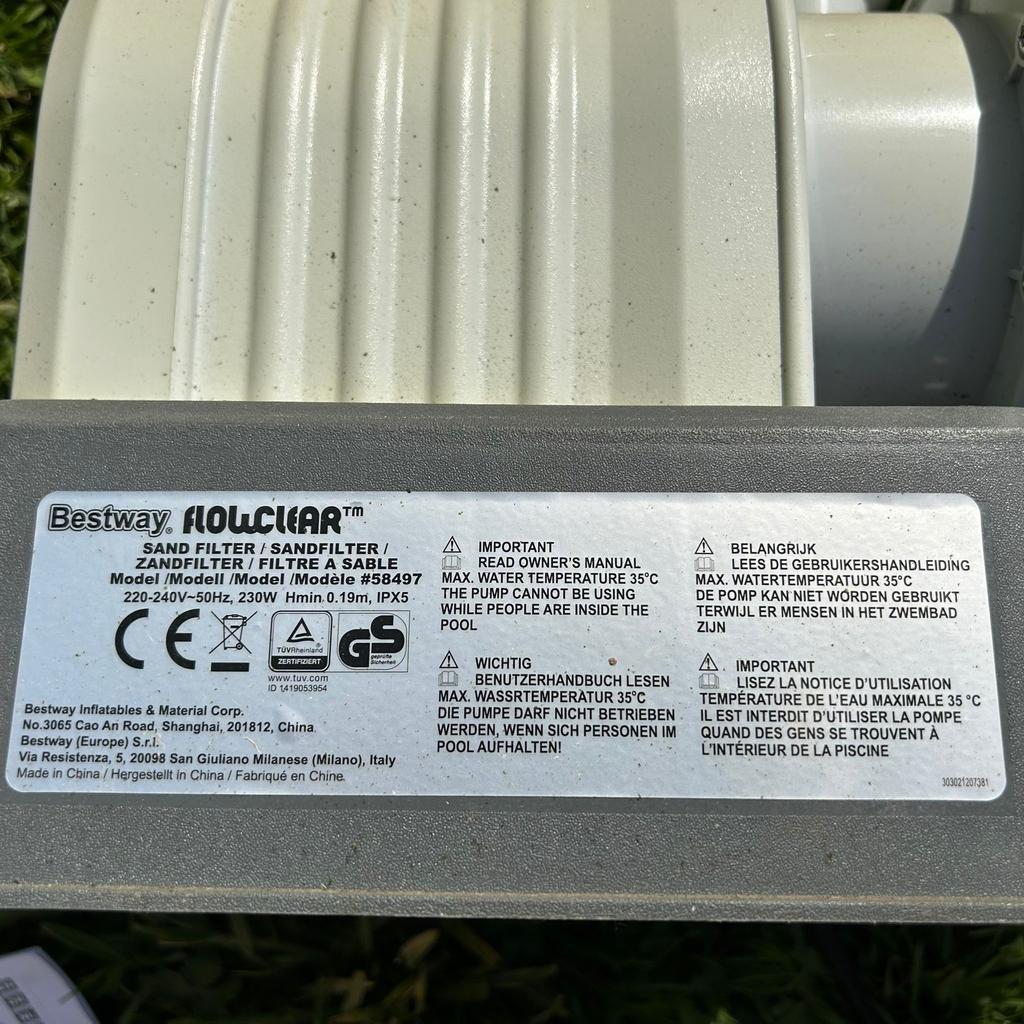 Bestway® FLOWCLEAR™
SAND FILTER / SANDFILTER /
ZANDFILTER / FILTRE A SABLE
Model /Modell /Model /Modèle #58497
220-240V~50Hz, 230W Hmin 0.19m, IPX5
CE
TÜVRheinland
ZERTIFIZIERT
GS
geprüfte
Sicherheit
www.tuv.com
ID 1419053954
Bestway Inflatables & Material Corp.
No.3065 Cao An Road, Shanghai, 201812, China
Bestway (Europe) S.r.l.
Via Resistenza, 5, 20098 San Giuliano Milanese (Milano), Italy
Made in China / Hergestellt in China / Fabriqué en Chine
IMPORTANT
READ OWNER'S MANUAL
MAX. WATER TEMPERATURE 35°C
THE PUMP CANNOT BE USING
WHILE PEOPLE ARE INSIDE THE
POOL
WICHTIG
BENUTZERHANDBUCH LESEN
MAX. WASSRTEMPERATUR 35°C
DIE PUMPE DARF NICHT BETRIEBEN
WERDEN, WENN SICH PERSONEN IM
POOL AUFHALTEN!
BELANGRIJK
LEES DE GEBRUIKERSHANDLEIDING
MAX. WATERTEMPERATUUR 35°C
DE POMP KAN NIET WORDEN GEBRUIKT
TERWIJL ER MENSEN IN HET ZWEMBAD
ZIJN
IMPORTANT
LISEZ LA NOTICE D'UTILISATION
TEMPÉRATURE DE L'EAU MAXIMALE 35 °C
IL EST INTERDIT D'UTILISER LA POMPE
QUAND DES GENS SE TROUVENT À
L'INTÉRIEUR DE LA PISCINE
303021207381